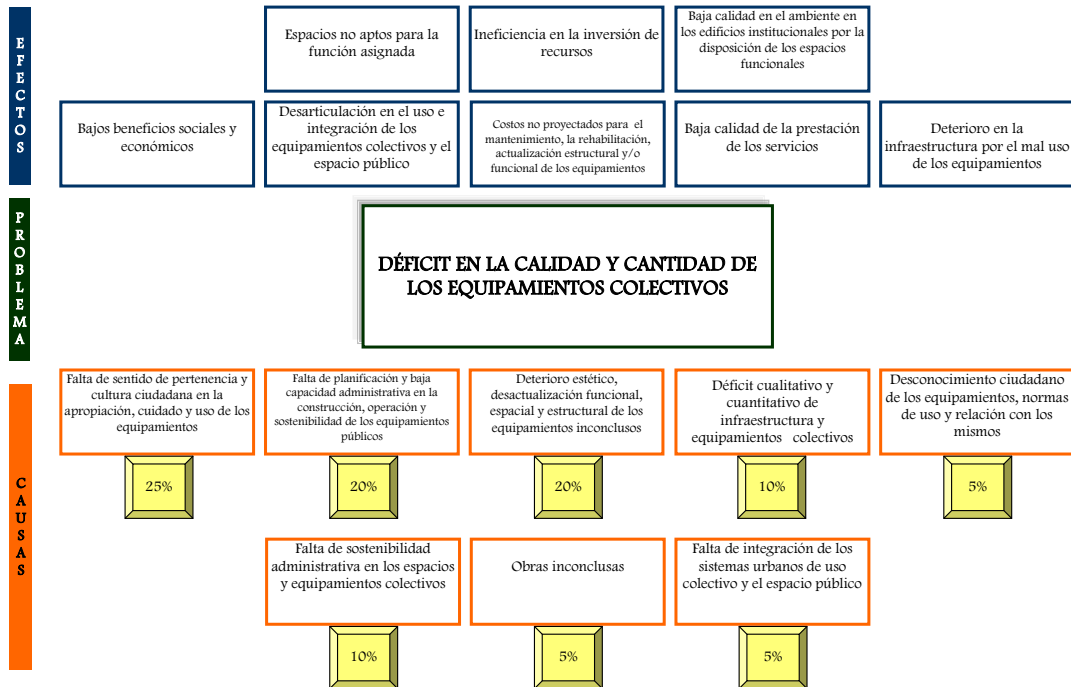 EFECTOS
Espacios no aptos para la
función asignada
Ineficiencia en la inversión de
recursos
Baja calidad en el ambiente en
los edificios institucionales por la
disposición de los espacios
funcionales
Bajos beneficios sociales y
económicos
Desarticulación en el uso e
integración de los
equipamientos colectivos y el
espacio público
Costos no proyectados para el
mantenimiento, la rehabilitación,
actualización estructural y/o
funcional de los equipamientos
Baja calidad de la prestación
de los servicios
Deterioro en la
infraestructura por el mal uso
de los equipamientos
PROBLEMA
DÉFICIT EN LA CALIDAD Y CANTIDAD DE
LOS EQUIPAMIENTOS COLECTIVOS
CAUSAS
Falta de sentido de pertenencia y
cultura ciudadana en la
apropiación, cuidado y uso de los
equipamientos
25%
Falta de planificación y baja
capacidad administrativa en la
construcción, operación y
sostenibilidad de los equipamientos
públicos
20%
Deterioro estético,
desactualización funcional,
espacial y estructural de los
equipamientos inconclusos
20%
Déficit cualitativo y
cuantitativo de
infraestructura y
equipamientos colectivos
10%
Desconocimiento ciudadano
de los equipamientos, normas
de uso y relación con los
mismos
5%
Falta de sostenibilidad
administrativa en los espacios
y equipamientos colectivos
10%
Obras inconclusas
5%
Falta de integración de los
sistemas urbanos de uso
colectivo y el espacio público
5%